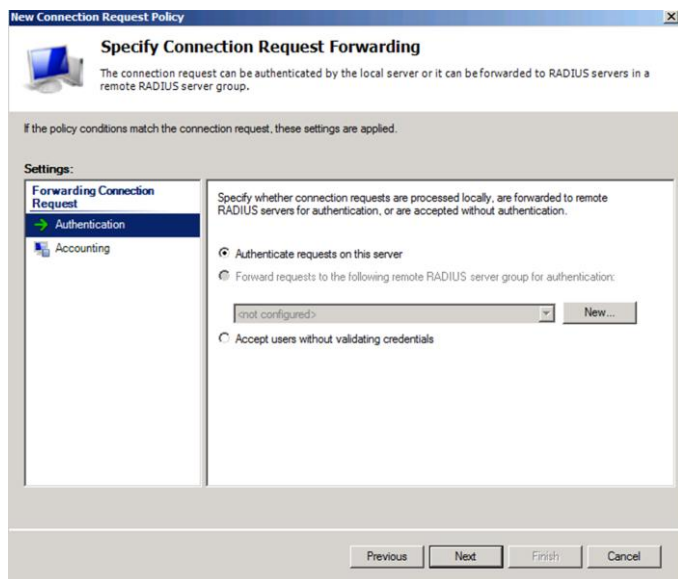 New Connection Request Policy
Specify Connection Request Forwarding
The connection request can be authenticated by the local server or it can be forwarded to RADIUS servers in a
remote RADIUS server group.
If the policy conditions match the connection request, these settings are applied.
Settings:
Forwarding Connection
Request
Authentication
Accounting
Specify whether connection requests are processed locally, are forwarded to remote
RADIUS servers for authentication, or are accepted without authentication.
Authenticate requests on this server
Forward requests to the following remote RADIUS server group for authentication:
<not configured>
New...
Accept users without validating credentials
Previous
Next
Finish
Cancel